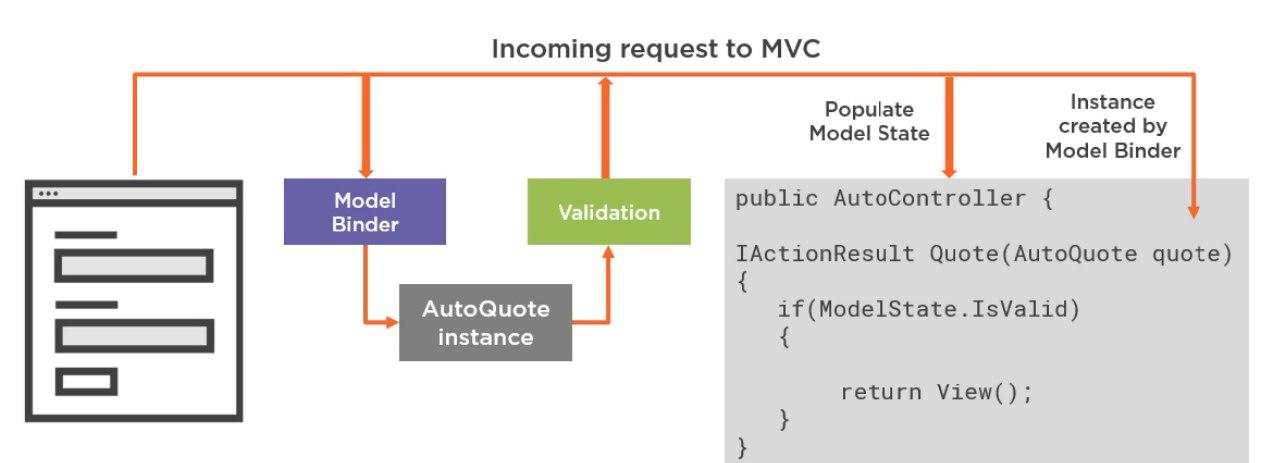 Incoming request to MVC
Populate
Model State
Instance
created by
Model Binder
Model
Binder
Validation
AutoQuote
instance
public AutoController {
IActionResult Quote(AutoQuote quote)
{
if(ModelState.IsValid)
{
return View();
}
}